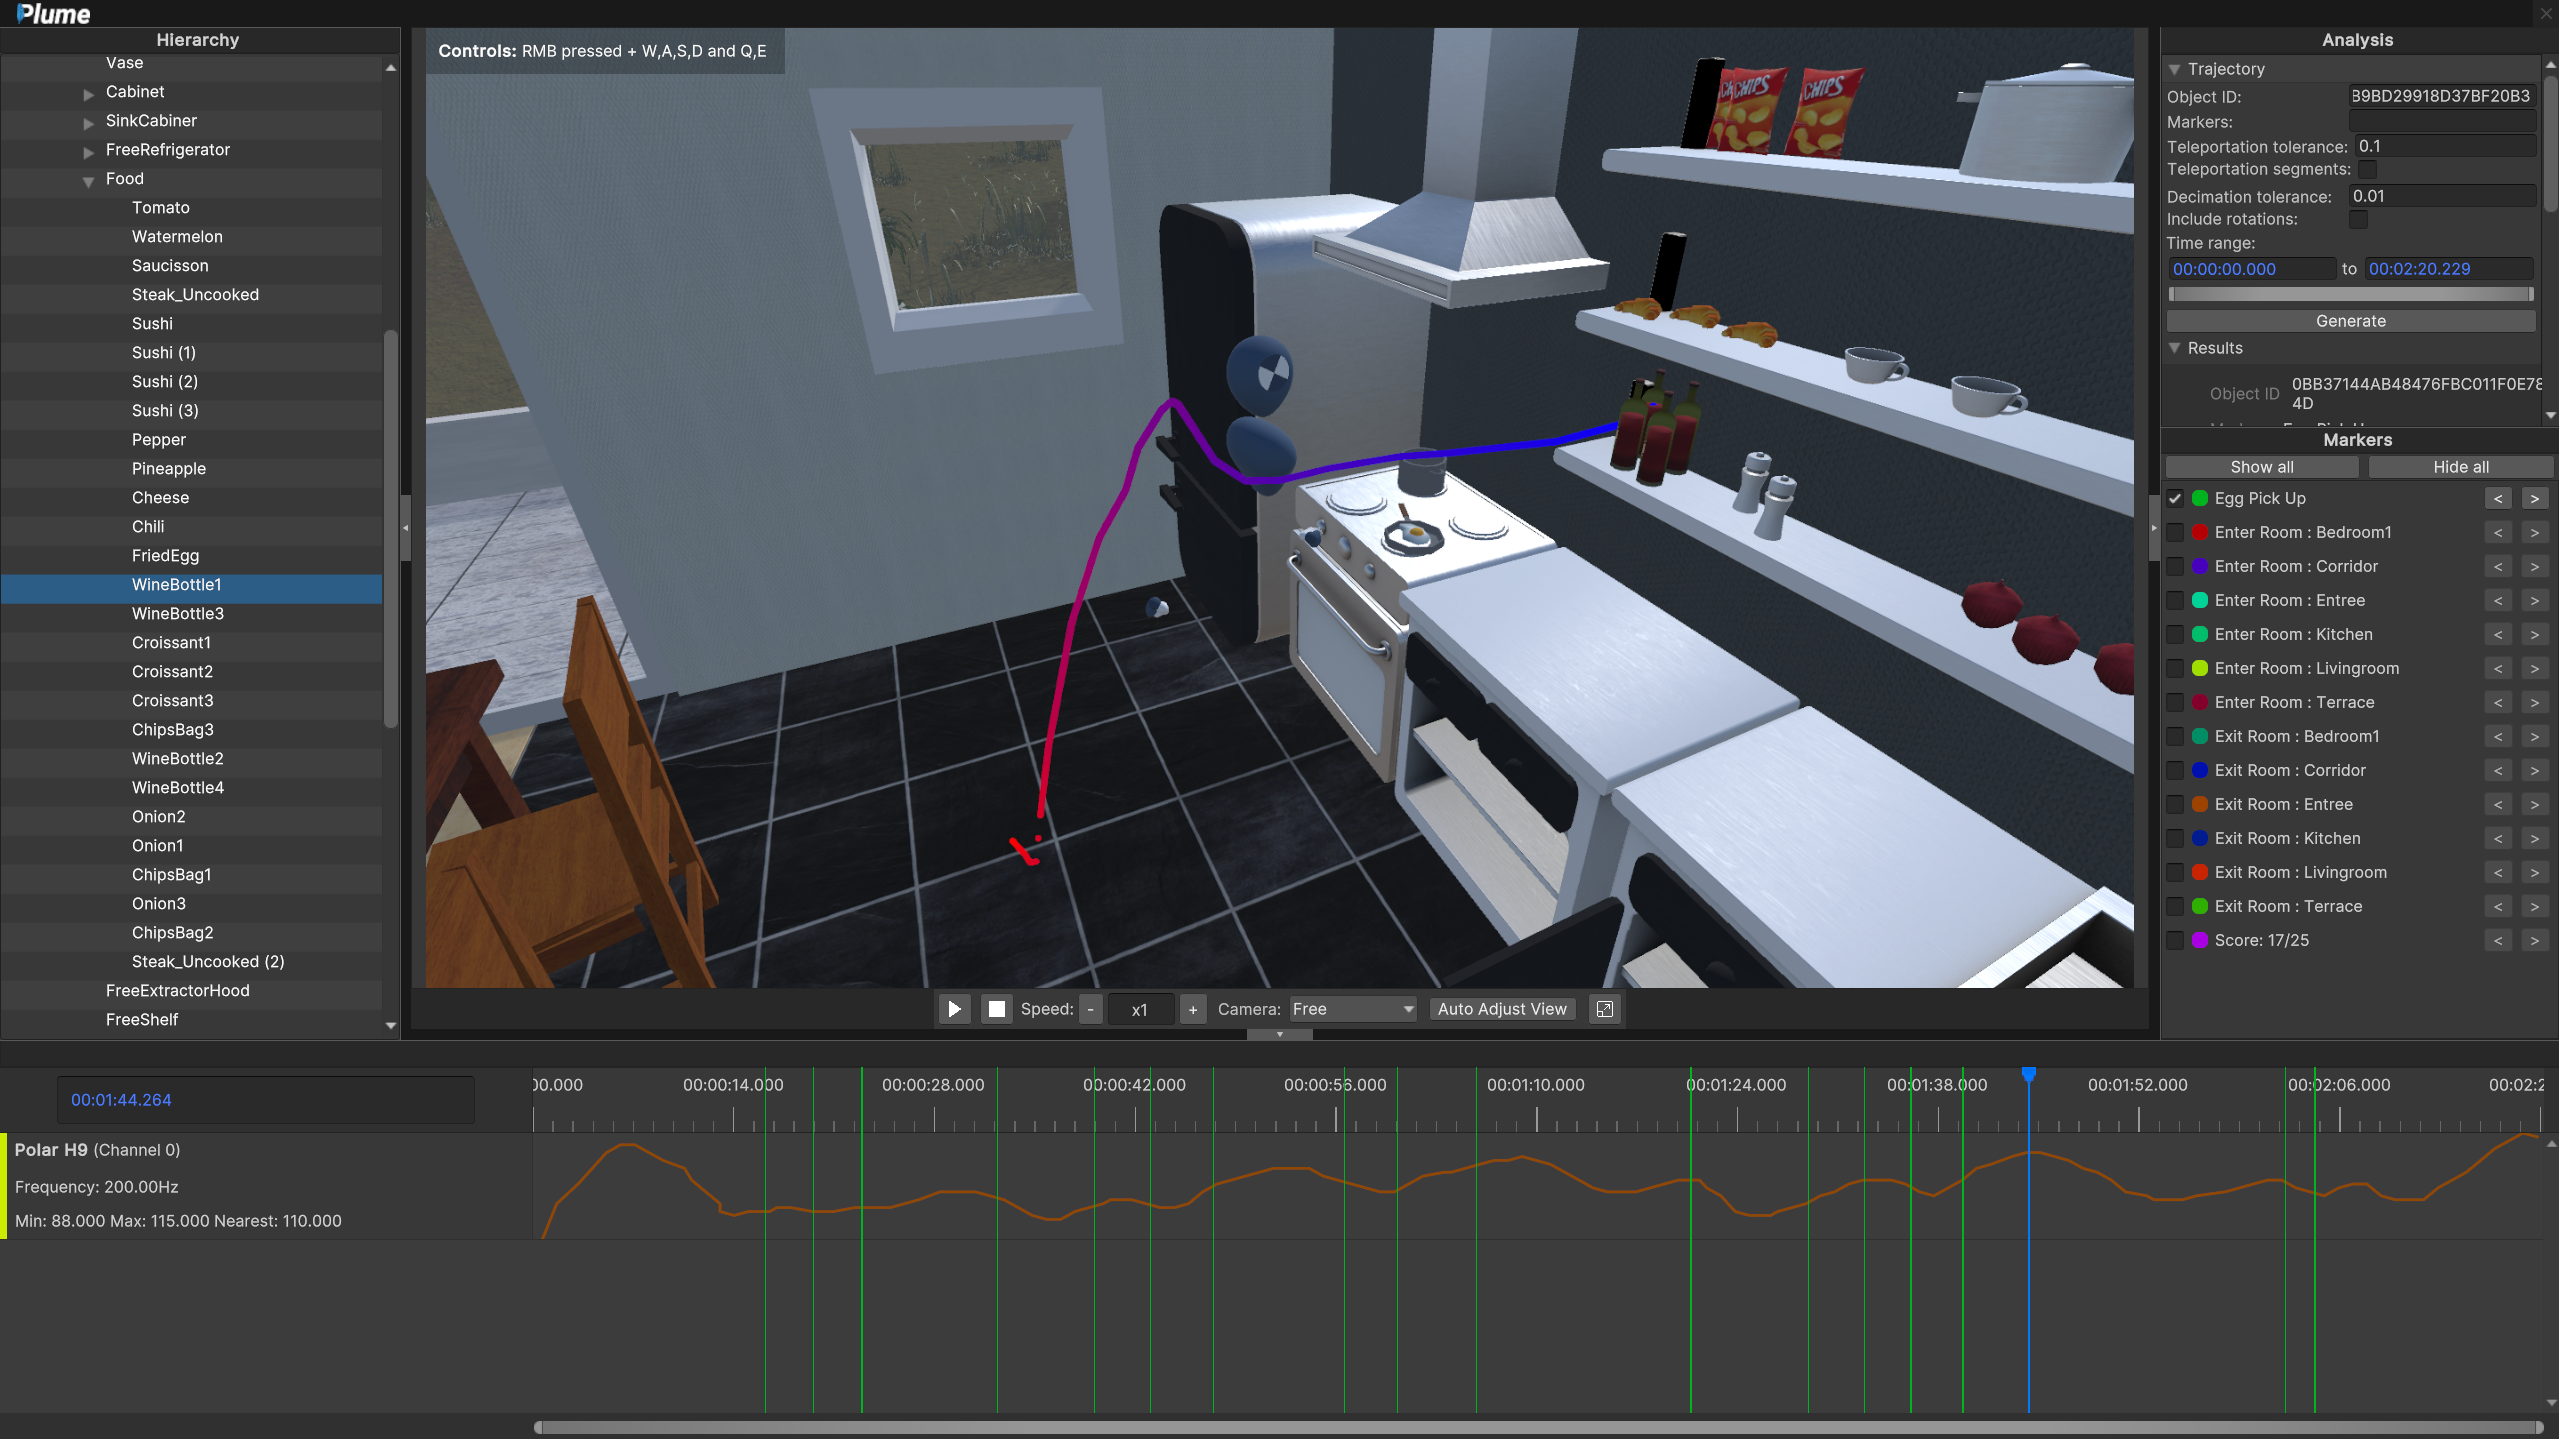 Plume
Hierarchy
Vase
Cabinet
SinkCabiner
FreeRefrigerator
Food
Tomato
Watermelon
Saucisson
Steak_Uncooked
Sushi
Sushi (1)
Sushi (2)
Sushi (3)
Pepper
Pineapple
Cheese
Chili
FriedEgg
WineBottle1
WineBottle3
Croissant1
Croissant2
Croissant3
ChipsBag3
WineBottle2
WineBottle4
Onion2
Onion1
ChipsBag1
Onion3
ChipsBag2
Steak_Uncooked (2)
FreeExtractorHood
FreeShelf
Controls: RMB pressed + W,A,S,D and Q,E
CHIPS
CHIPS
Speed: - x1 + Camera: Free Auto Adjust View
Analysis
Trajectory
Object ID: 39BD29918D37BF20B3
Markers:
Teleportation tolerance: 0.1
Teleportation segments:
Decimation tolerance: 0.01
Include rotations:
Time range:
00:00:00.000 to 00:02:20.229
Generate
Results
Object ID 0BB37144AB48476FBC011F0E78
4D
Markers
Show all Hide all
Egg Pick Up < >
Enter Room : Bedroom1 < >
Enter Room : Corridor < >
Enter Room : Entree < >
Enter Room : Kitchen < >
Enter Room : Livingroom < >
Enter Room : Terrace < >
Exit Room : Bedroom1 < >
Exit Room : Corridor < >
Exit Room : Entree < >
Exit Room : Kitchen < >
Exit Room : Livingroom < >
Exit Room : Terrace < >
Score: 17/25 < >
00:01:44.264
00.000 00:00:14.000 00:00:28.000 00:00:42.000 00:00:56.000 00:01:10.000 00:01:24.000 00:01:38.000 00:01:52.000 00:02:06.000 00:02:2
Polar H9 (Channel 0)
Frequency: 200.00Hz
Min: 88.000 Max: 115.000 Nearest: 110.000